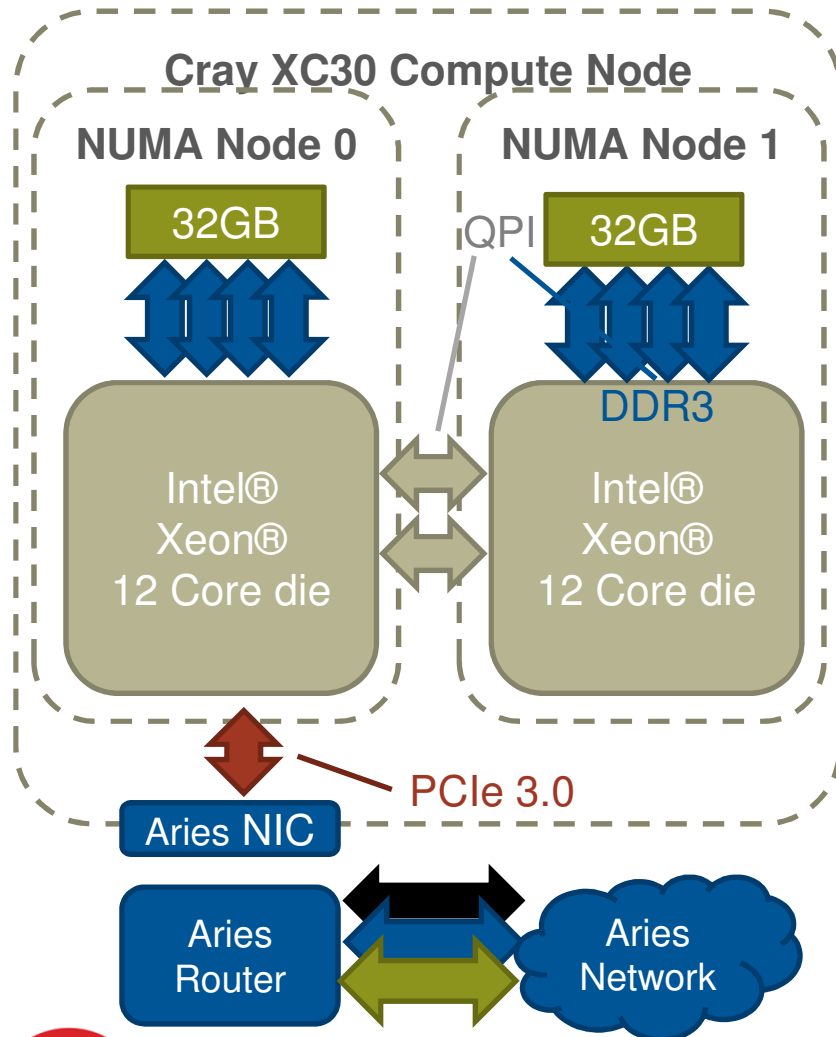 Cray XC30 Compute Node
NUMA Node 0
NUMA Node 1
32GB
QPI
32GB
DDR3
Intel®
Xeon®
12 Core die
Intel®
Xeon®
12 Core die
PCIe 3.0
Aries NIC
Aries
Router
Aries
Network